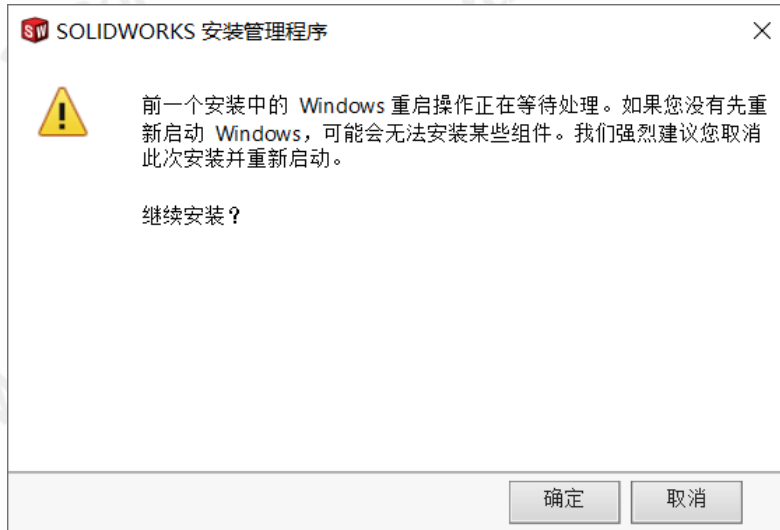 SW SOLIDWORKS 安装管理程序
前一个安装中的 Windows 重启操作正在等待处理。如果您没有先重
新启动 Windows，可能会无法安装某些组件。我们强烈建议您取消
此次安装并重新启动。
继续安装？
确定 取消